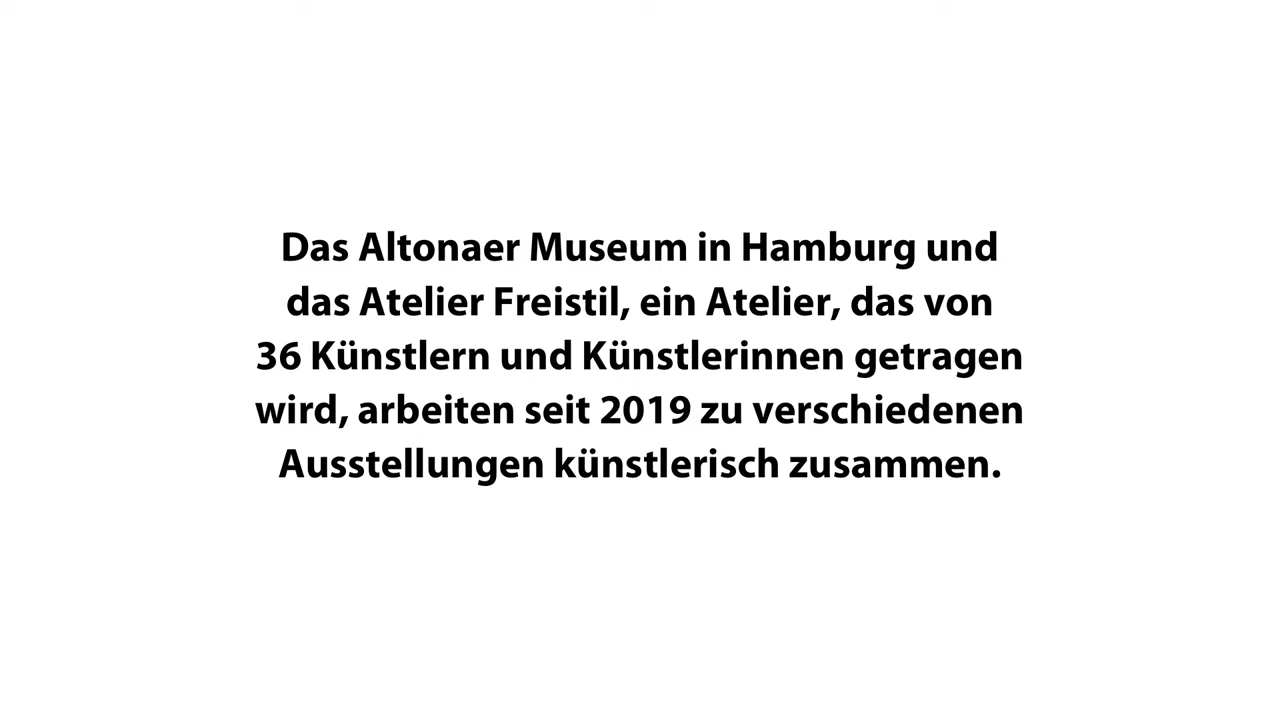 Das Altonaer Museum in Hamburg und
das Atelier Freistil, ein Atelier, das von
36 Künstlern und Künstlerinnen getragen
wird, arbeiten seit 2019 zu verschiedenen
Ausstellungen künstlerisch zusammen.